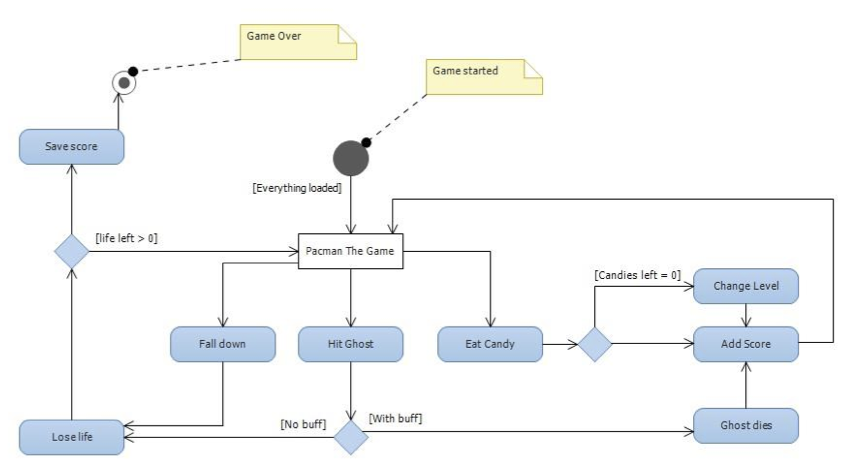 Game Over
Game started
Save score
[Everything loaded]
[life left > 0]
Pacman The Game
[Candies left = 0]
Change Level
Fall down
Hit Ghost
Eat Candy
Add Score
[No buff]
[With buff]
Lose life
Ghost dies